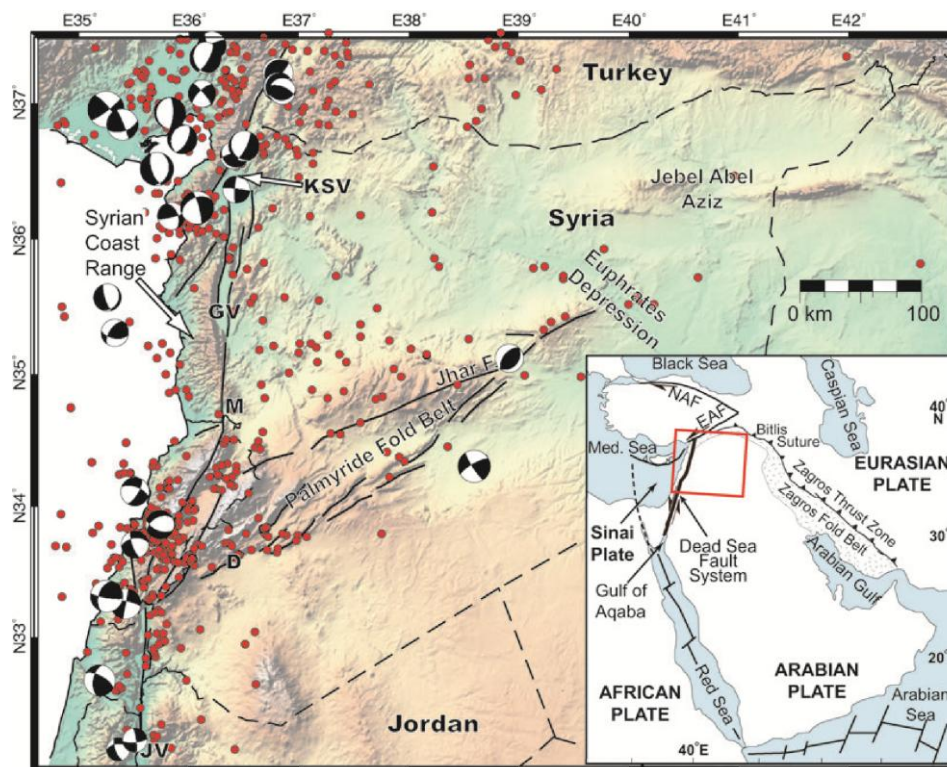 E35° E36° E37° E38° E39° E40° E41° E42°
N37°
N36°
N35°
N34°
N33°
Turkey
KSV
Jebel Abel
Aziz
Syria
Syrian
Coast
Range
GV
Euphrates
Depression
0 km 100
Jhar F.
M
Palmyride Fold Belt
D
Jordan
JV
Black Sea
Caspian Sea
NAF
EAF
40°
N
Bitlis
Suture
Med. Sea
EURASIAN
PLATE
Zagros Thrust Zone
Zagros Fold Belt
Sinai
Plate
Dead Sea
Fault
System
30°
Arabian Gulf
Gulf of
Aqaba
20°
Red Sea
AFRICAN
PLATE
ARABIAN
PLATE
Arabian
Sea
40°E